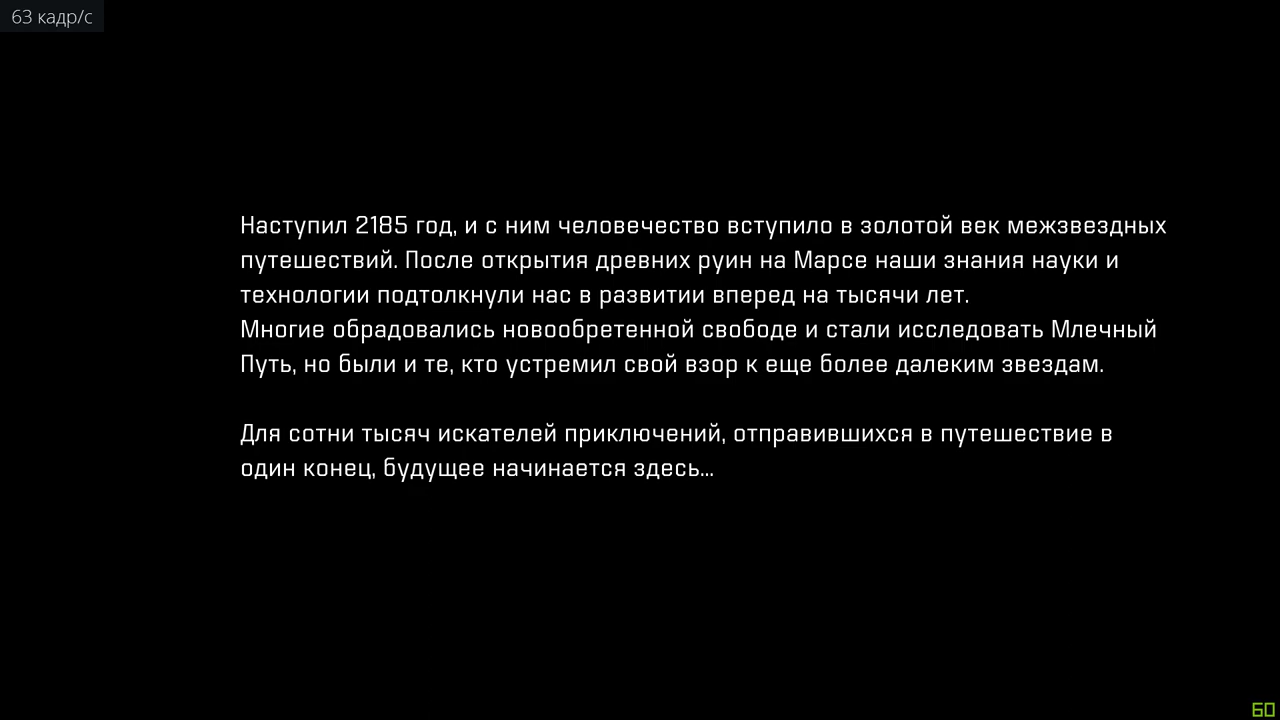 63 кадр/с
Наступил 2185 год, и с ним человечество вступило в золотой век межзвездных
путешествий. После открытия древних руин на Марсе наши знания науки и
технологии подтолкнули нас в развитии вперед на тысячи лет.
Многие обрадовались новообретенной свободе и стали исследовать Млечный
Путь, но были и те, кто устремил свой взор к еще более далеким звездам.
Для сотни тысяч искателей приключений, отправившихся в путешествие в
один конец, будущее начинается здесь...
60